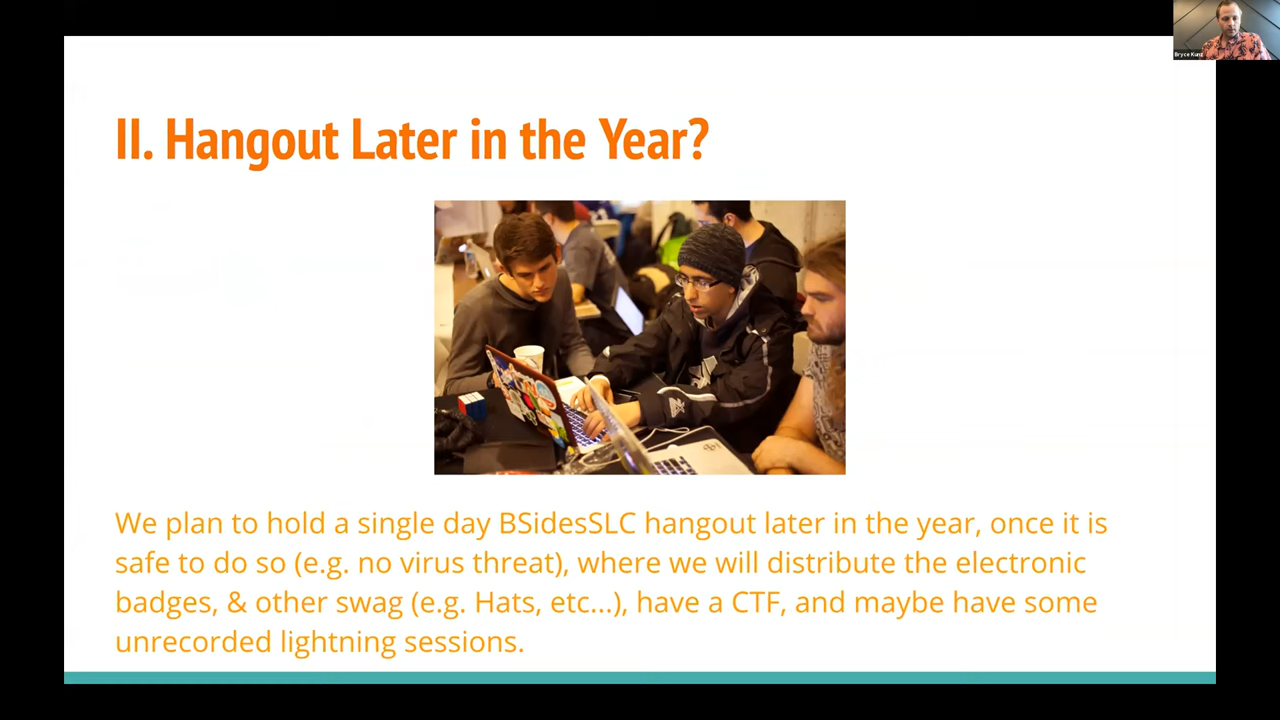 Bryce Kunz
II. Hangout Later in the Year?
We plan to hold a single day BSidesSLC hangout later in the year, once it is
safe to do so (e.g. no virus threat), where we will distribute the electronic
badges, & other swag (e.g. Hats, etc...), have a CTF, and maybe have some
unrecorded lightning sessions.